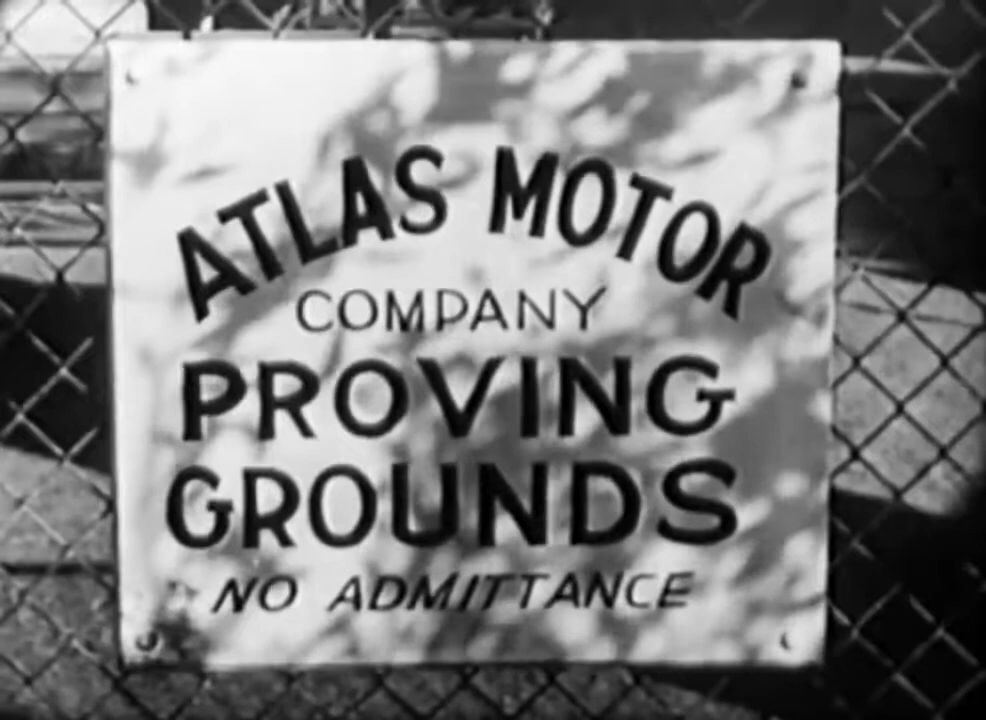 ATLAS MOTOR
COMPANY
PROVING
GROUNDS
NO ADMITTANCE